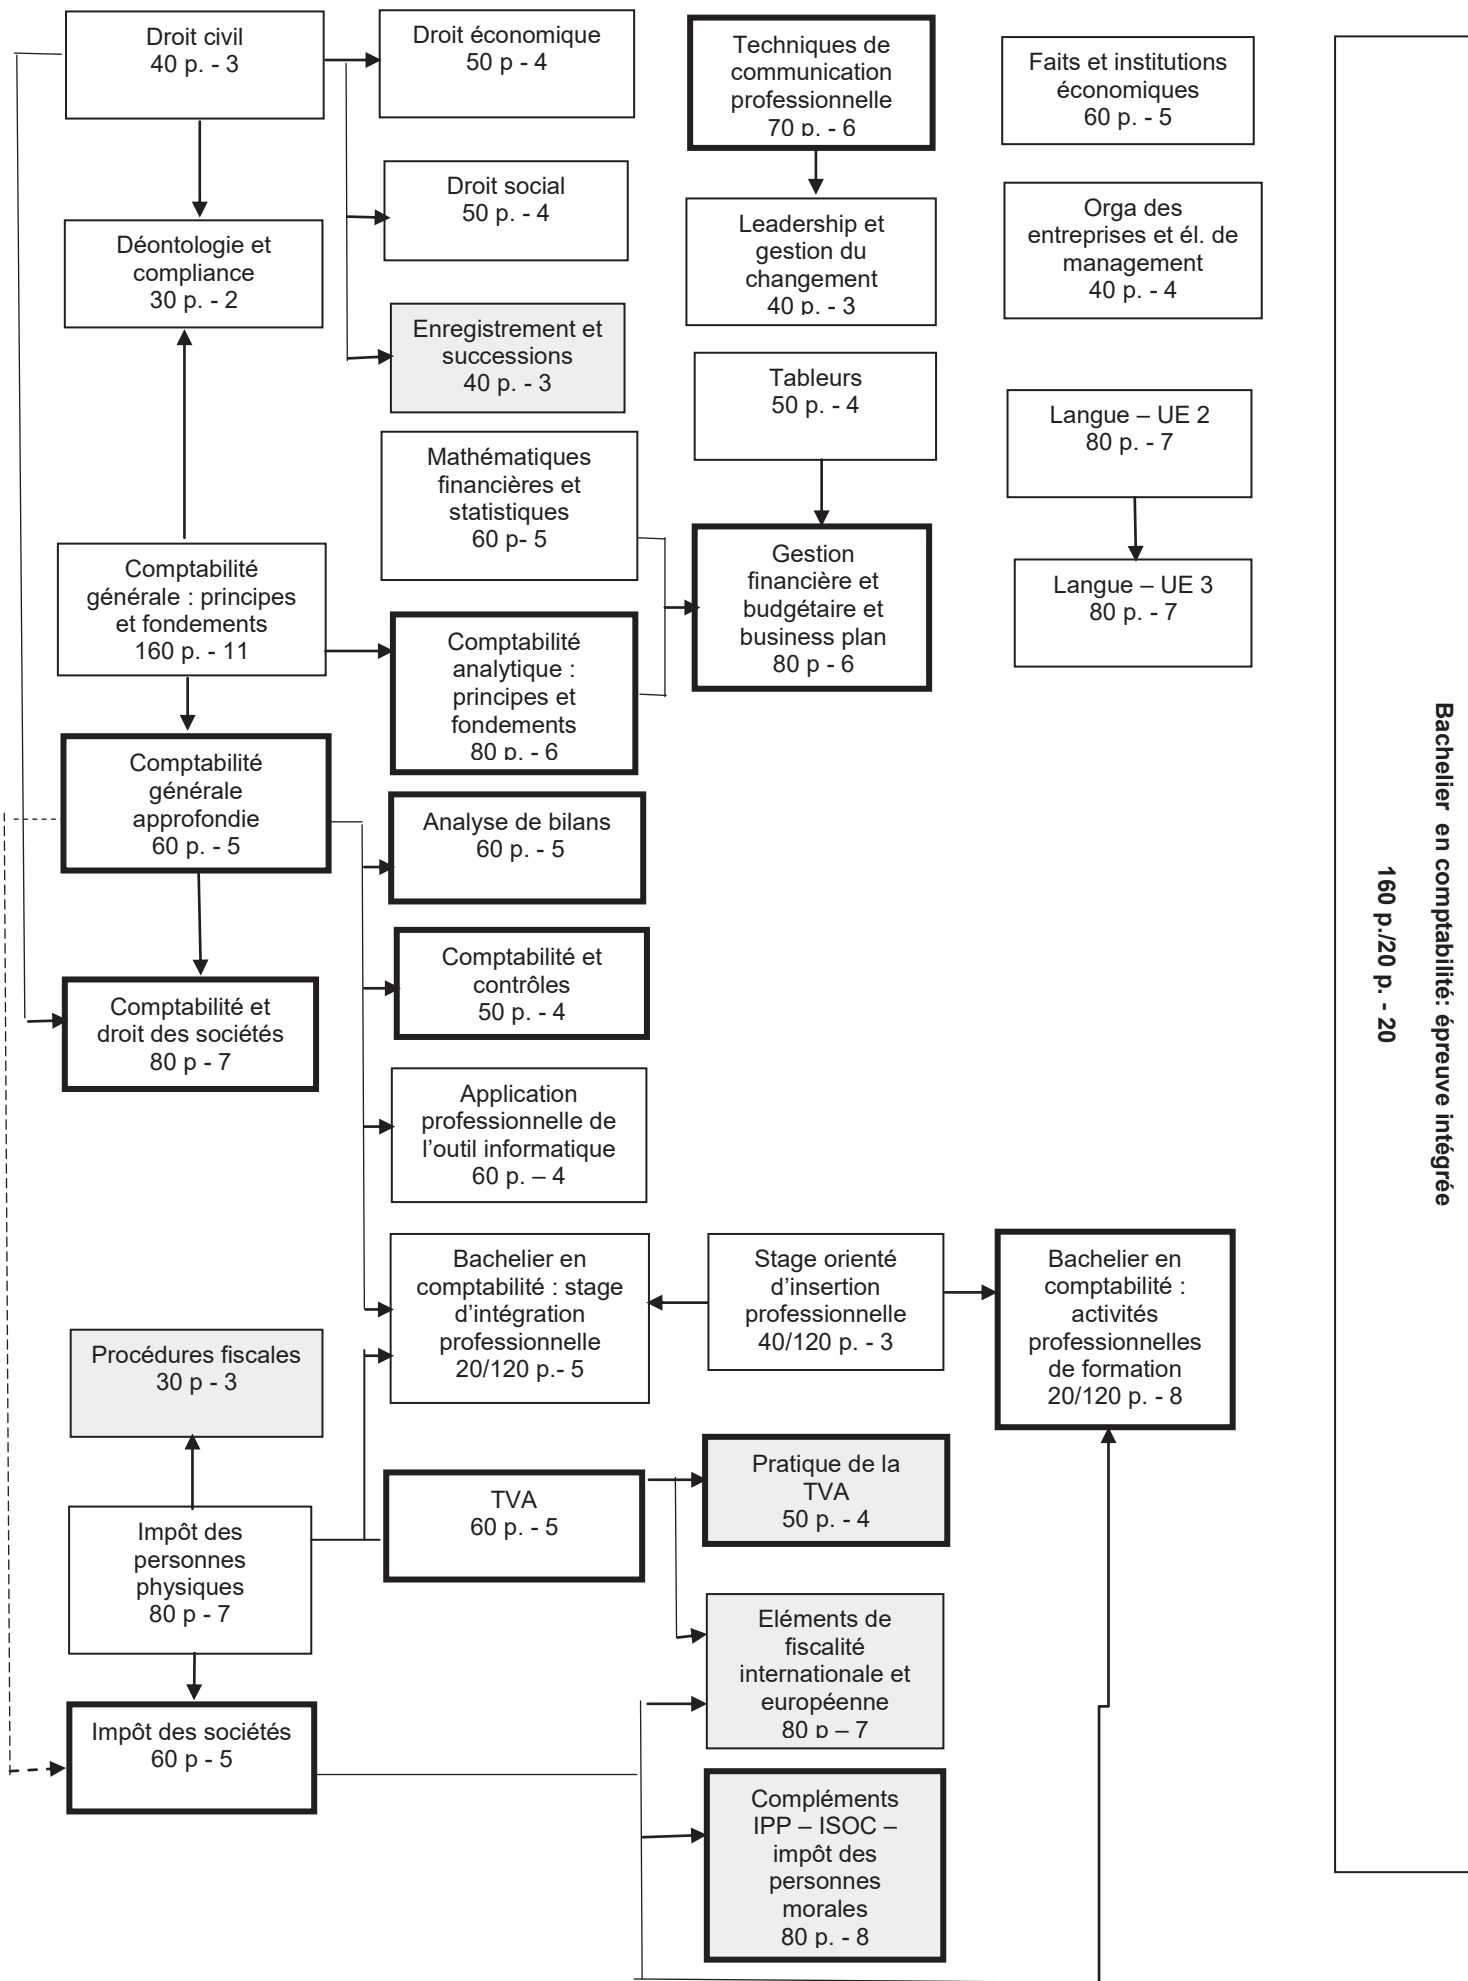 Droit civil
40 p. - 3
Droit économique
50 p - 4
Techniques de
communication
professionnelle
70 p. - 6
Faits et institutions
économiques
60 p. - 5
Droit social
50 p. - 4
Leadership et
gestion du
changement
40 p. - 3
Orga des
entreprises et él. de
management
40 p. - 4
Déontologie et
compliance
30 p. - 2
Enregistrement et
successions
40 p. - 3
Tableurs
50 p. - 4
Langue – UE 2
80 p. - 7
Mathématiques
financières et
statistiques
60 p- 5
Gestion
financière et
budgétaire et
business plan
80 p - 6
Langue – UE 3
80 p. - 7
Comptabilité
générale : principes
et fondements
160 p. - 11
Comptabilité
analytique :
principes et
fondements
80 p. - 6
Comptabilité
générale
approfondie
60 p. - 5
Analyse de bilans
60 p. - 5
Comptabilité et
contrôles
50 p. - 4
Comptabilité et
droit des sociétés
80 p - 7
Application
professionnelle de
l’outil informatique
60 p. – 4
Bachelier en
comptabilité : stage
d’intégration
professionnelle
20/120 p.- 5
Stage orienté
d’insertion
professionnelle
40/120 p. - 3
Bachelier en
comptabilité :
activités
professionnelles
de formation
20/120 p. - 8
Procédures fiscales
30 p - 3
Impôt des
personnes
physiques
80 p - 7
TVA
60 p. - 5
Pratique de la
TVA
50 p. - 4
Eléments de
fiscalité
internationale et
européenne
80 p – 7
Impôt des sociétés
60 p - 5
Compléments
IPP – ISOC –
impôt des
personnes
morales
80 p. - 8
Bachelier en comptabilité: épreuve intégrée
160 p./20 p. - 20